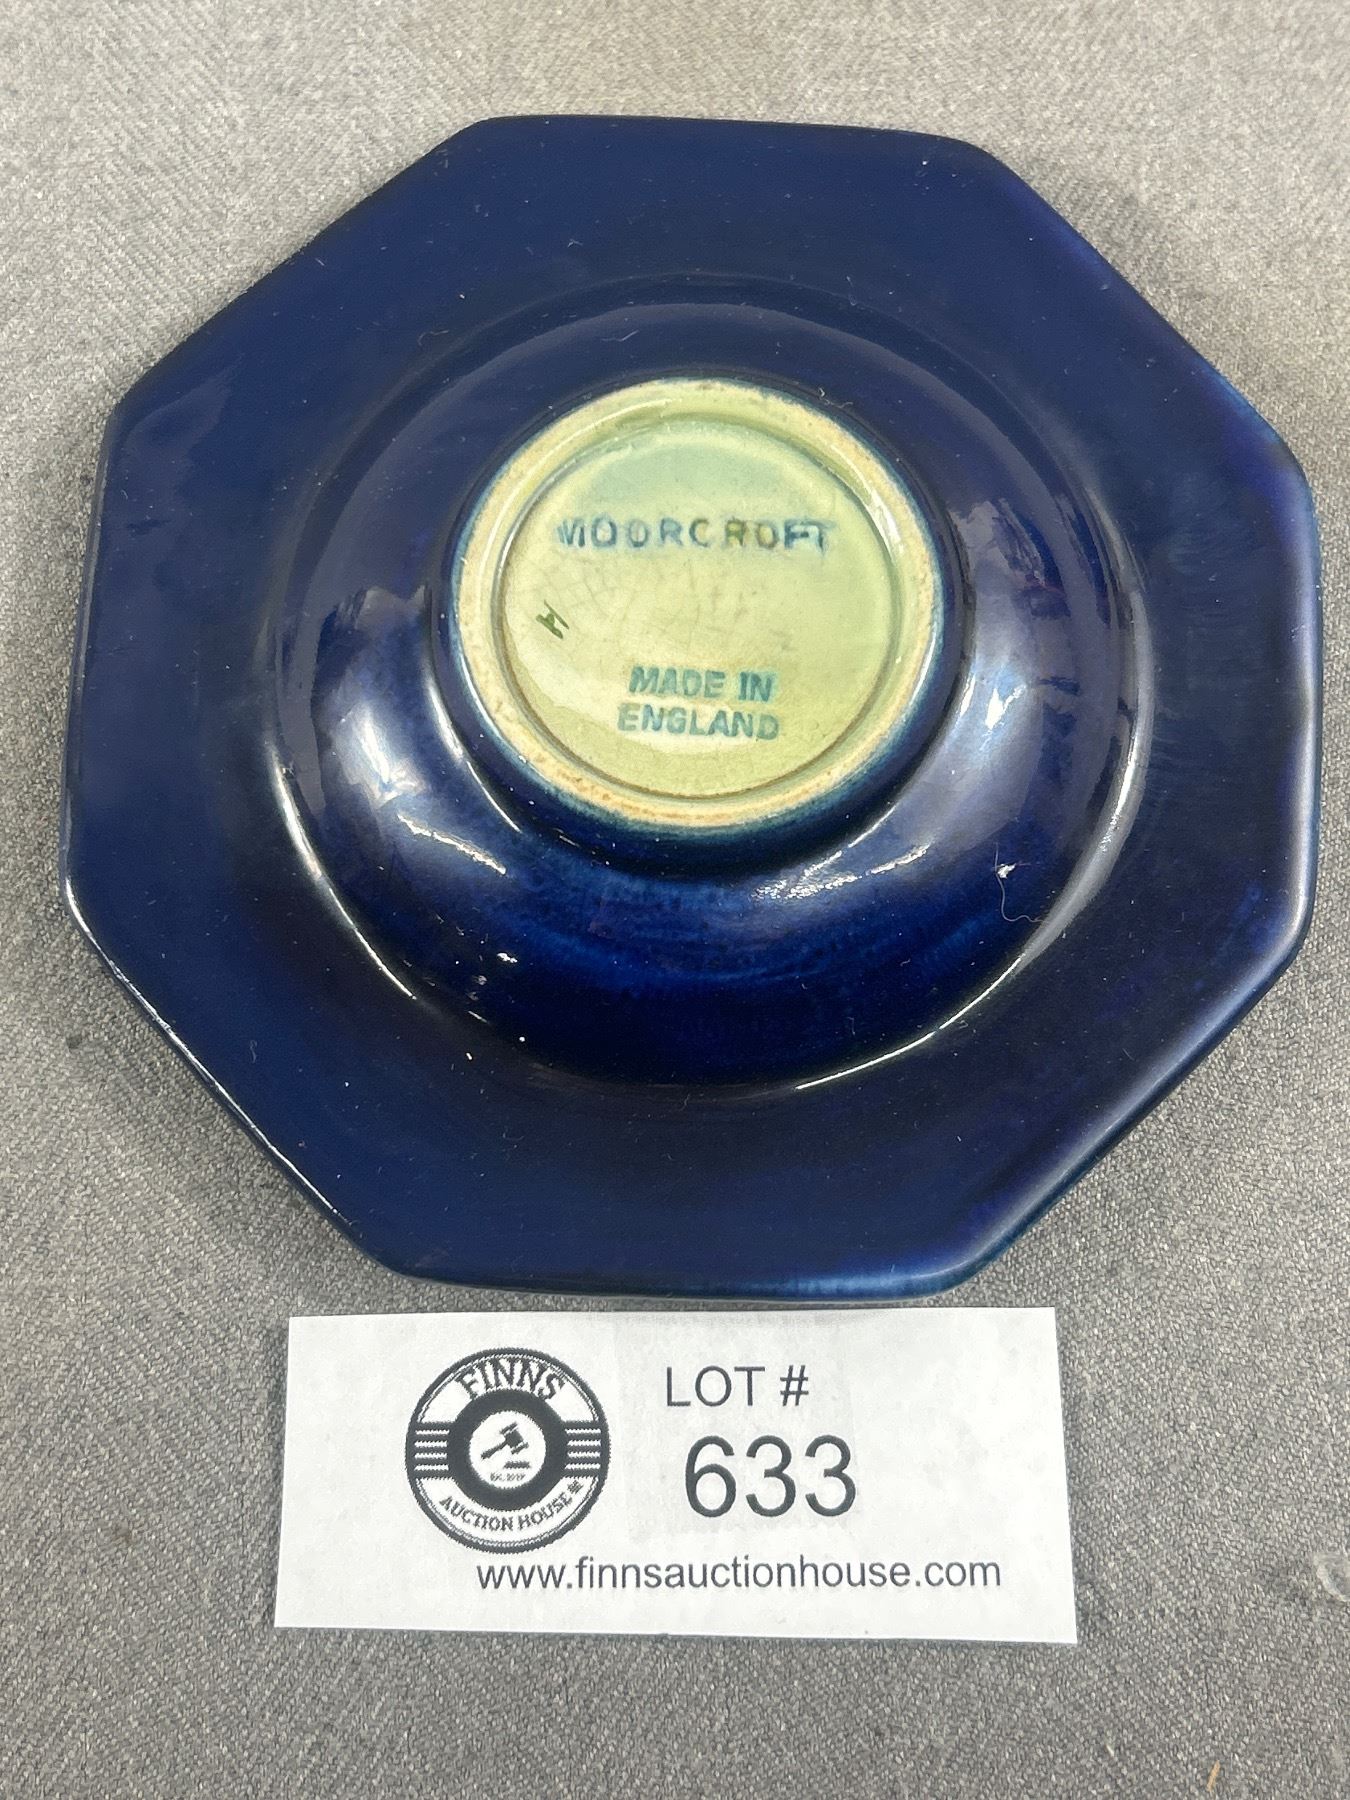 MOORCROFT
MADE IN
ENGLAND
FINNS
AUCTION HOUSE
LOT #
633
www.finnsauctionhouse.com